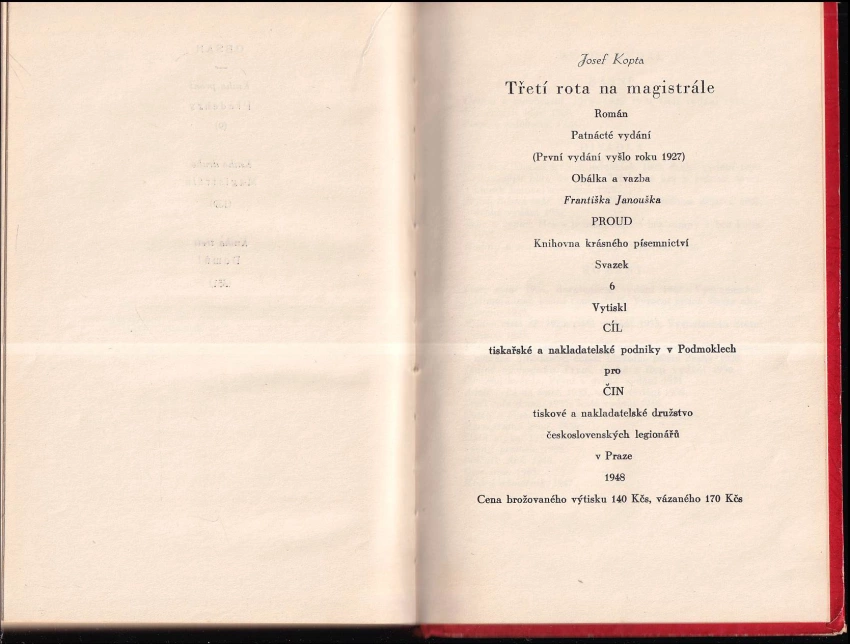 Josef Kopta
Třetí rota na magistrále
Román
Patnácté vydání
(První vydání vyšlo roku 1927)
Obálka a vazba
Františka Janouška
PROUD
Knihovna krásného písemnictví
Svazek
6
Vytiskl
CÍL
tiskařské a nakladatelské podniky v Podmoklech
pro
ČIN
tiskové a nakladatelské družstvo
československých legionářů
v Praze
1948
Cena brožovaného výtisku 140 Kčs, vázaného 170 Kčs